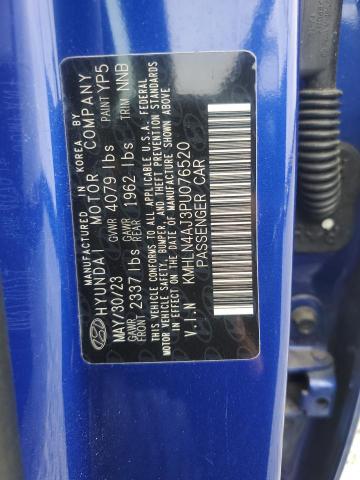 MANUFACTURED IN KOREA BY
HYUNDAI MOTOR COMPANY
MAY/30/23 GVWR 4079 lbs PAINT YP5
GAWR FRONT 2337 lbs GAWR REAR 1962 lbs TRIM NNB
THIS VEHICLE CONFORMS TO ALL APPLICABLE U.S.A. FEDERAL
MOTOR VEHICLE SAFETY, BUMPER, AND THEFT PREVENTION STANDARDS
IN EFFECT ON THE DATE OF MANUFACTURE SHOWN ABOVE
V.I.N KMHLN4AJ3PU076520
PASSENGER CAR